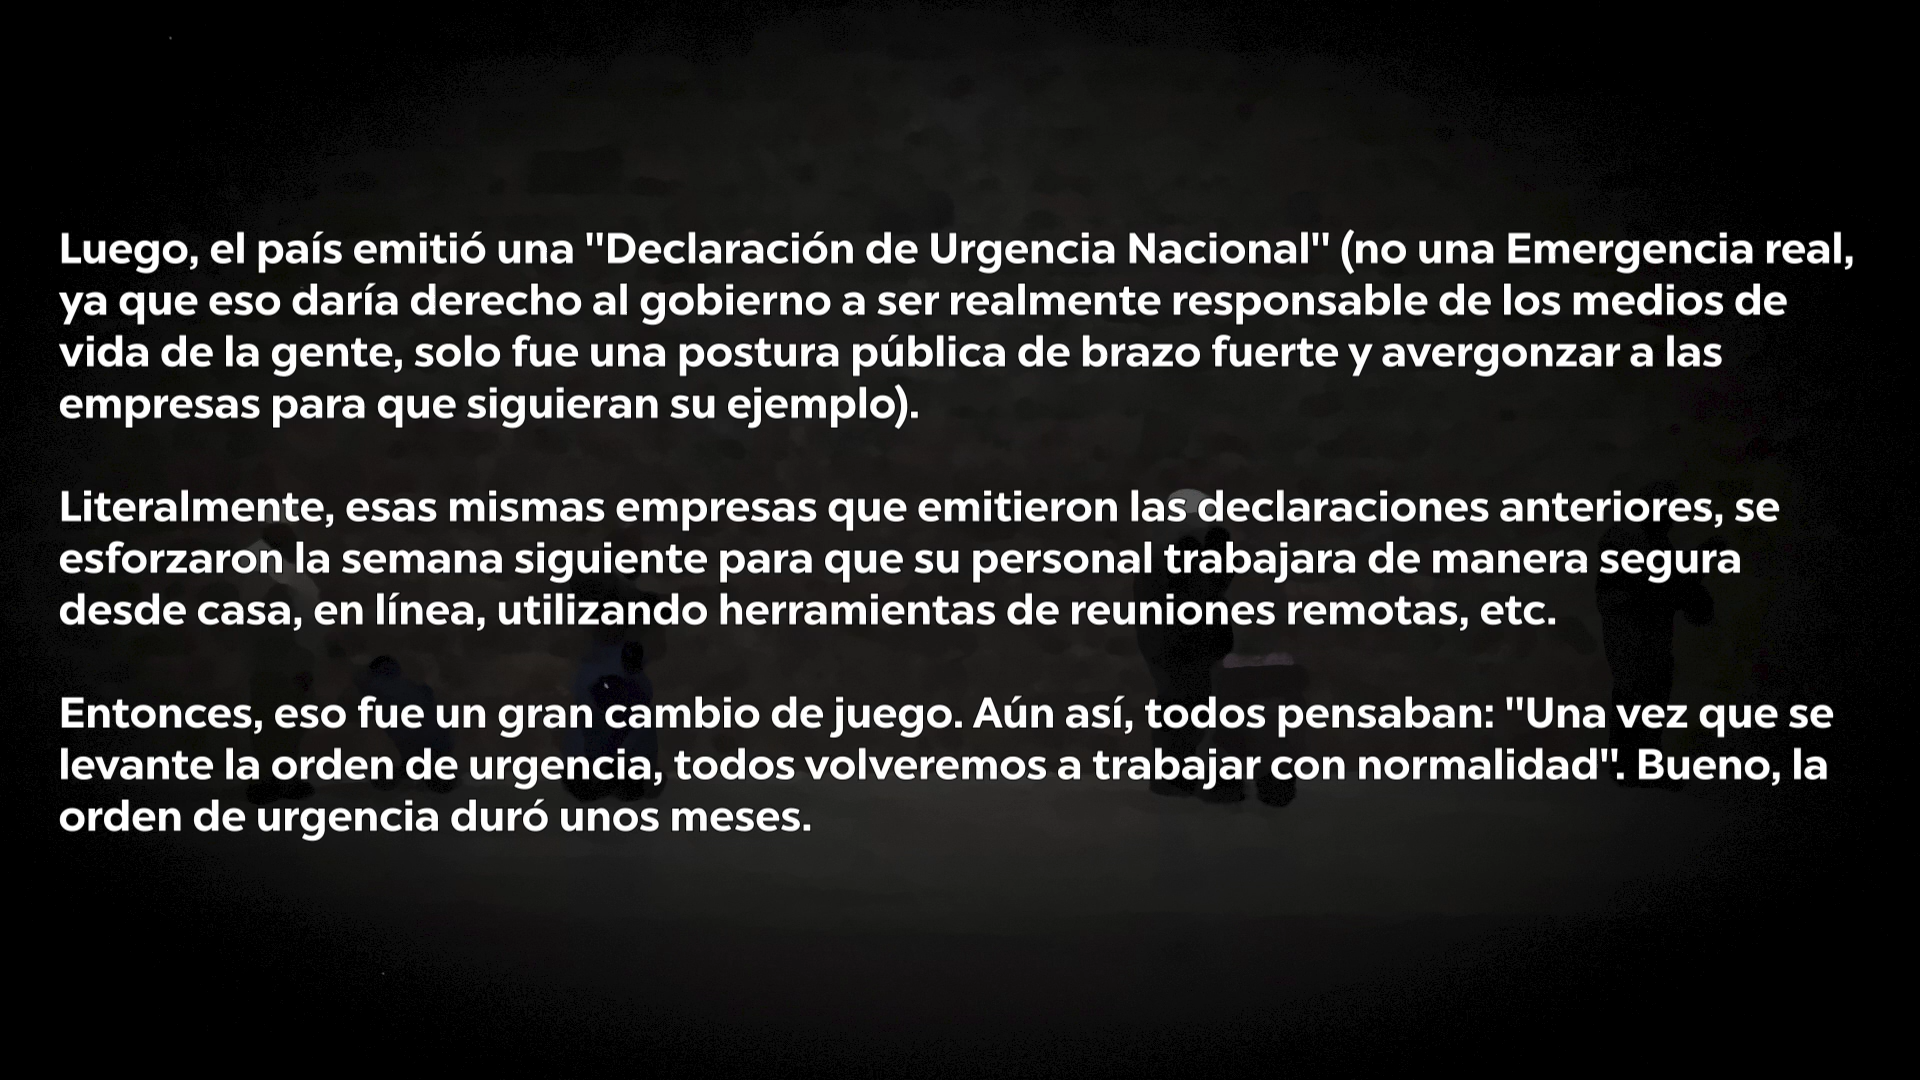 Luego, el país emitió una "Declaración de Urgencia Nacional" (no una Emergencia real,
ya que eso daría derecho al gobierno a ser realmente responsable de los medios de
vida de la gente, solo fue una postura pública de brazo fuerte y avergonzar a las
empresas para que siguieran su ejemplo).
Literalmente, esas mismas empresas que emitieron las declaraciones anteriores, se
esforzaron la semana siguiente para que su personal trabajara de manera segura
desde casa, en línea, utilizando herramientas de reuniones remotas, etc.
Entonces, eso fue un gran cambio de juego. Aún así, todos pensaban: "Una vez que se
levante la orden de urgencia, todos volveremos a trabajar con normalidad". Bueno, la
orden de urgencia duró unos meses.